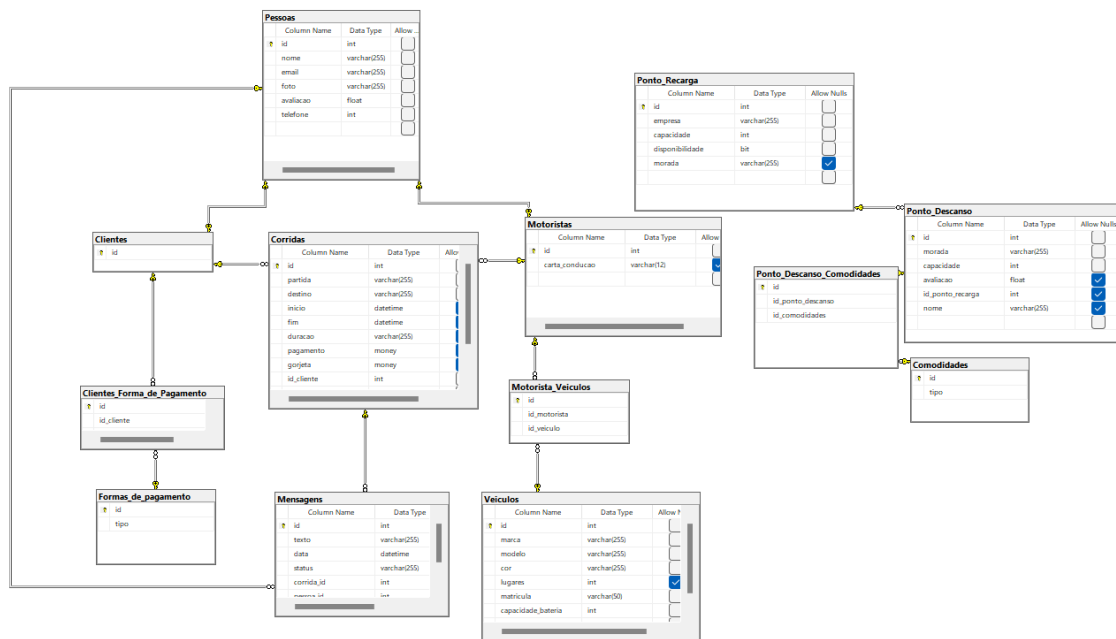 Pessoas
Column Name Data Type Allow ...
id int
nome varchar(255)
email varchar(255)
foto varchar(255)
avaliacao float
telefone int
Ponto_Recarga
Column Name Data Type Allow Nulls
id int
empresa varchar(255)
capacidade int
disponibilidade bit
morada varchar(255)
Clientes
id
Corridas
Column Name Data Type Allo
id int
partida varchar(255)
destino varchar(255)
inicio datetime
fim datetime
duracao varchar(255)
pagamento money
gorjeta money
id_cliente int
Motoristas
Column Name Data Type Allow
id int
carta_conducao varchar(12)
Ponto_Descanso
Column Name Data Type Allow Nulls
id int
morada varchar(255)
capacidade int
avaliacao float
id_ponto_recarga int
nome varchar(255)
Ponto_Descanso_Comodidades
id
id_ponto_descanso
id_comodidades
Comodidades
id
tipo
Clientes_Forma_de_Pagamento
id
id_cliente
Motorista_Veiculos
id
id_motorista
id_veiculo
Formas_de_pagamento
id
tipo
Mensagens
Column Name Data Type
id int
texto varchar(255)
data datetime
status varchar(255)
corrida_id int
pessoa_id int
Veiculos
Column Name Data Type Allow N
id int
marca varchar(255)
modelo varchar(255)
cor varchar(255)
lugares int
matricula varchar(50)
capacidade_bateria int